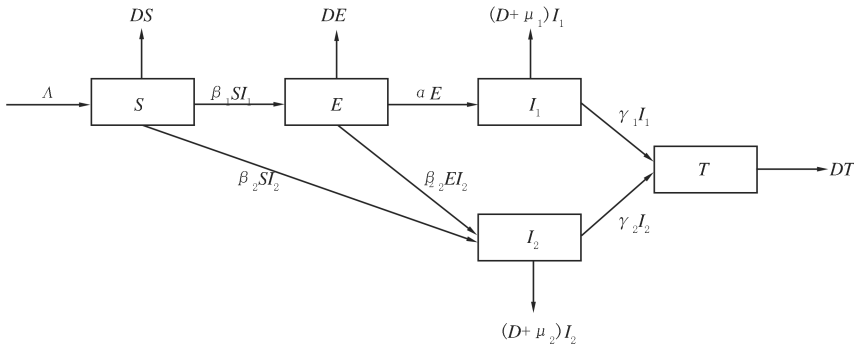 DS
DE
(D+μ₁)I₁
Λ
S
β₁SI₁
E
αE
I₁
γ₁I₁
β₂SI₂
β₂EI₂
T
DT
I₂
γ₂I₂
(D+μ₂)I₂